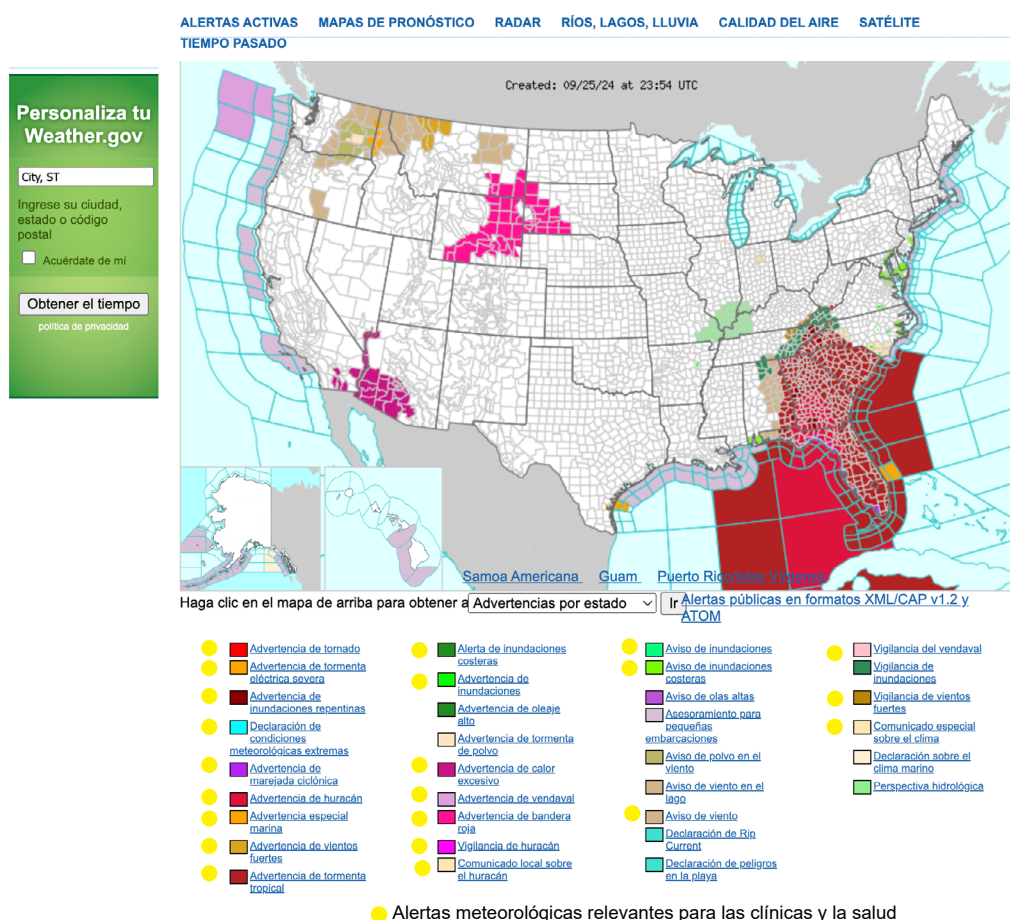 ALERTAS ACTIVAS MAPAS DE PRONÓSTICO RADAR RÍOS, LAGOS, LLUVIA CALIDAD DEL AIRE SATÉLITE
TIEMPO PASADO
Personaliza tu
Weather.gov
City, ST
Ingrese su ciudad,
estado o código
postal
Acuérdate de mí
Obtener el tiempo
política de privacidad
Created: 09/25/24 at 23:54 UTC
Samoa Americana Guam Puerto Rico/Islas Vírgenes
Haga clic en el mapa de arriba para obtener a Advertencias por estado Ir Alertas públicas en formatos XML/CAP v1.2 y
ATOM
Advertencia de tornado
Advertencia de tormenta
eléctrica severa
Advertencia de
inundaciones repentinas
Declaración de
condiciones
meteorológicas extremas
Advertencia de
marejada ciclónica
Advertencia de huracán
Advertencia especial
marina
Advertencia de vientos
fuertes
Advertencia de tormenta
tropical
Alerta de inundaciones
costeras
Advertencia de
inundaciones
Advertencia de oleaje
alto
Advertencia de tormenta
de polvo
Advertencia de calor
excesivo
Advertencia de vendaval
Advertencia de bandera
roja
Vigilancia de huracán
Comunicado local sobre
el huracán
Aviso de inundaciones
Aviso de inundaciones
costeras
Aviso de olas altas
Asesoramiento para
pequeñas
embarcaciones
Aviso de polvo en el
viento
Aviso de viento en el
lago
Aviso de viento
Declaración de Rip
Current
Declaración de peligros
en la playa
Vigilancia del vendaval
Vigilancia de
inundaciones
Vigilancia de vientos
fuertes
Comunicado especial
sobre el clima
Declaración sobre el
clima marino
Perspectiva hidrológica
Alertas meteorológicas relevantes para las clínicas y la salud